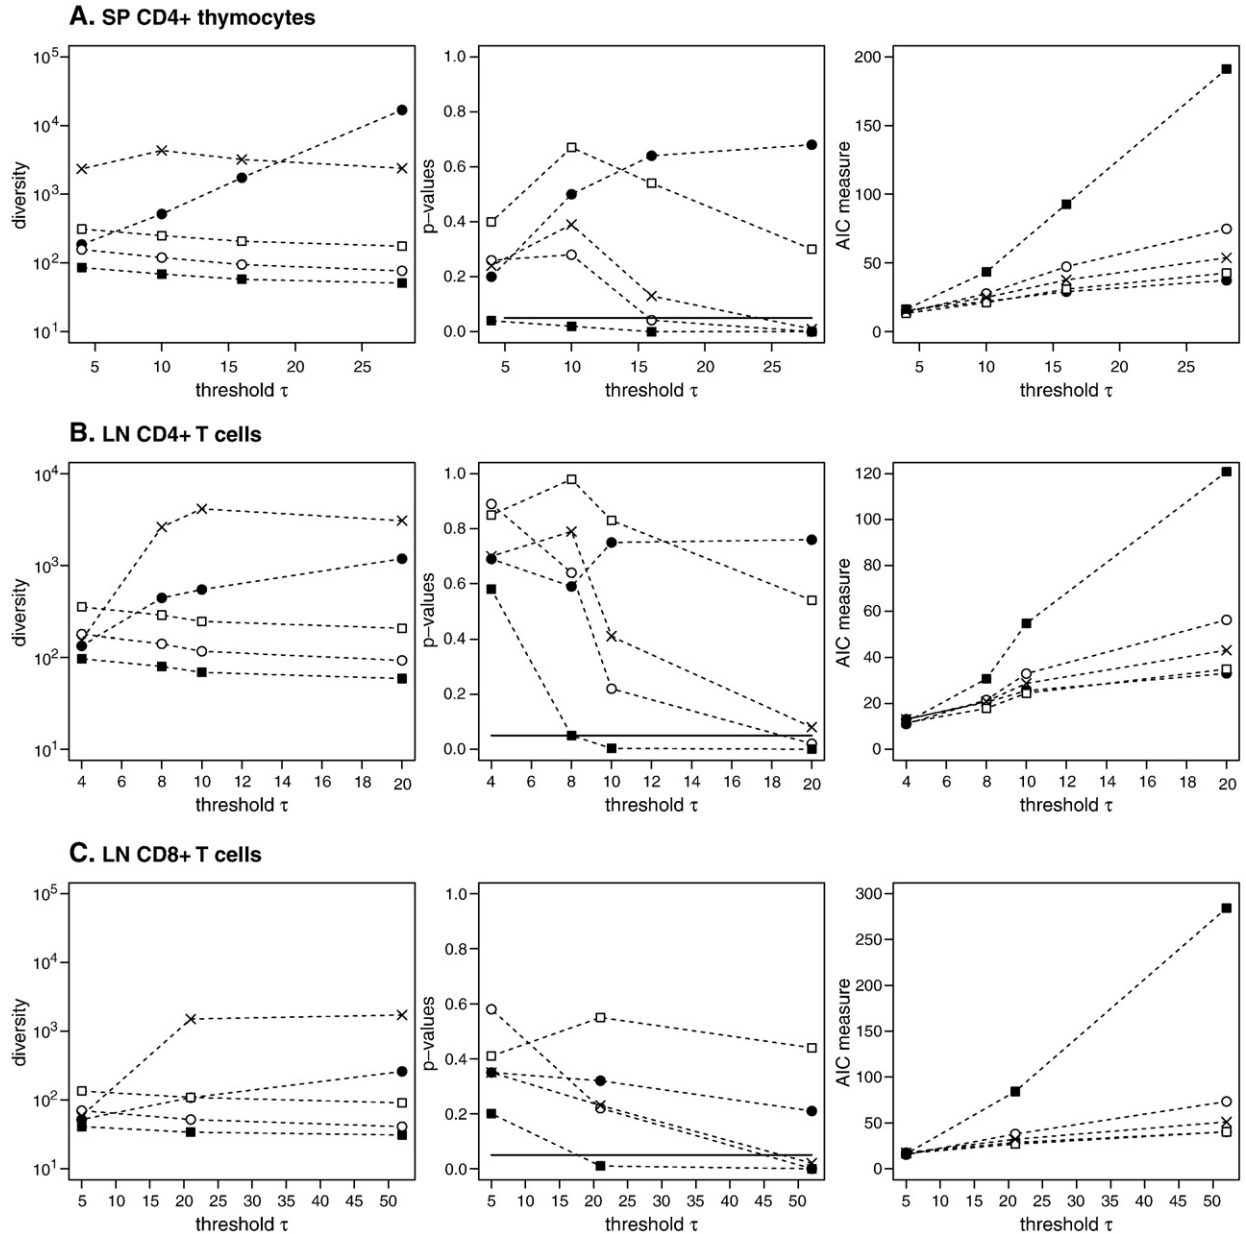 A. SP CD4+ thymocytes
diversity
10^5
10^4
10^3
10^2
10^1
5 10 15 20 25
threshold τ
p−values
1.0
0.8
0.6
0.4
0.2
0.0
5 10 15 20 25
threshold τ
AIC measure
200
150
100
50
0
5 10 15 20 25
threshold τ
B. LN CD4+ T cells
diversity
10^4
10^3
10^2
10^1
4 6 8 10 12 14 16 18 20
threshold τ
p−values
1.0
0.8
0.6
0.4
0.2
0.0
4 6 8 10 12 14 16 18 20
threshold τ
AIC measure
120
100
80
60
40
20
0
4 6 8 10 12 14 16 18 20
threshold τ
C. LN CD8+ T cells
diversity
10^5
10^4
10^3
10^2
10^1
5 10 15 20 25 30 35 40 45 50
threshold τ
p−values
1.0
0.8
0.6
0.4
0.2
0.0
5 10 15 20 25 30 35 40 45 50
threshold τ
AIC measure
300
250
200
150
100
50
0
5 10 15 20 25 30 35 40 45 50
threshold τ